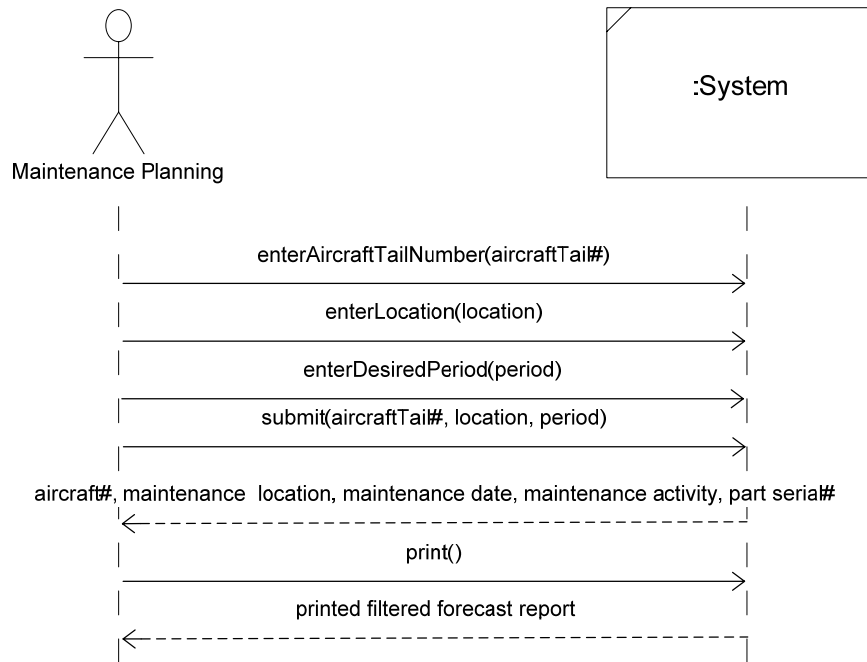 :System
Maintenance Planning
enterAircraftTailNumber(aircraftTail#)
enterLocation(location)
enterDesiredPeriod(period)
submit(aircraftTail#, location, period)
aircraft#, maintenance location, maintenance date, maintenance activity, part serial#
print()
printed filtered forecast report